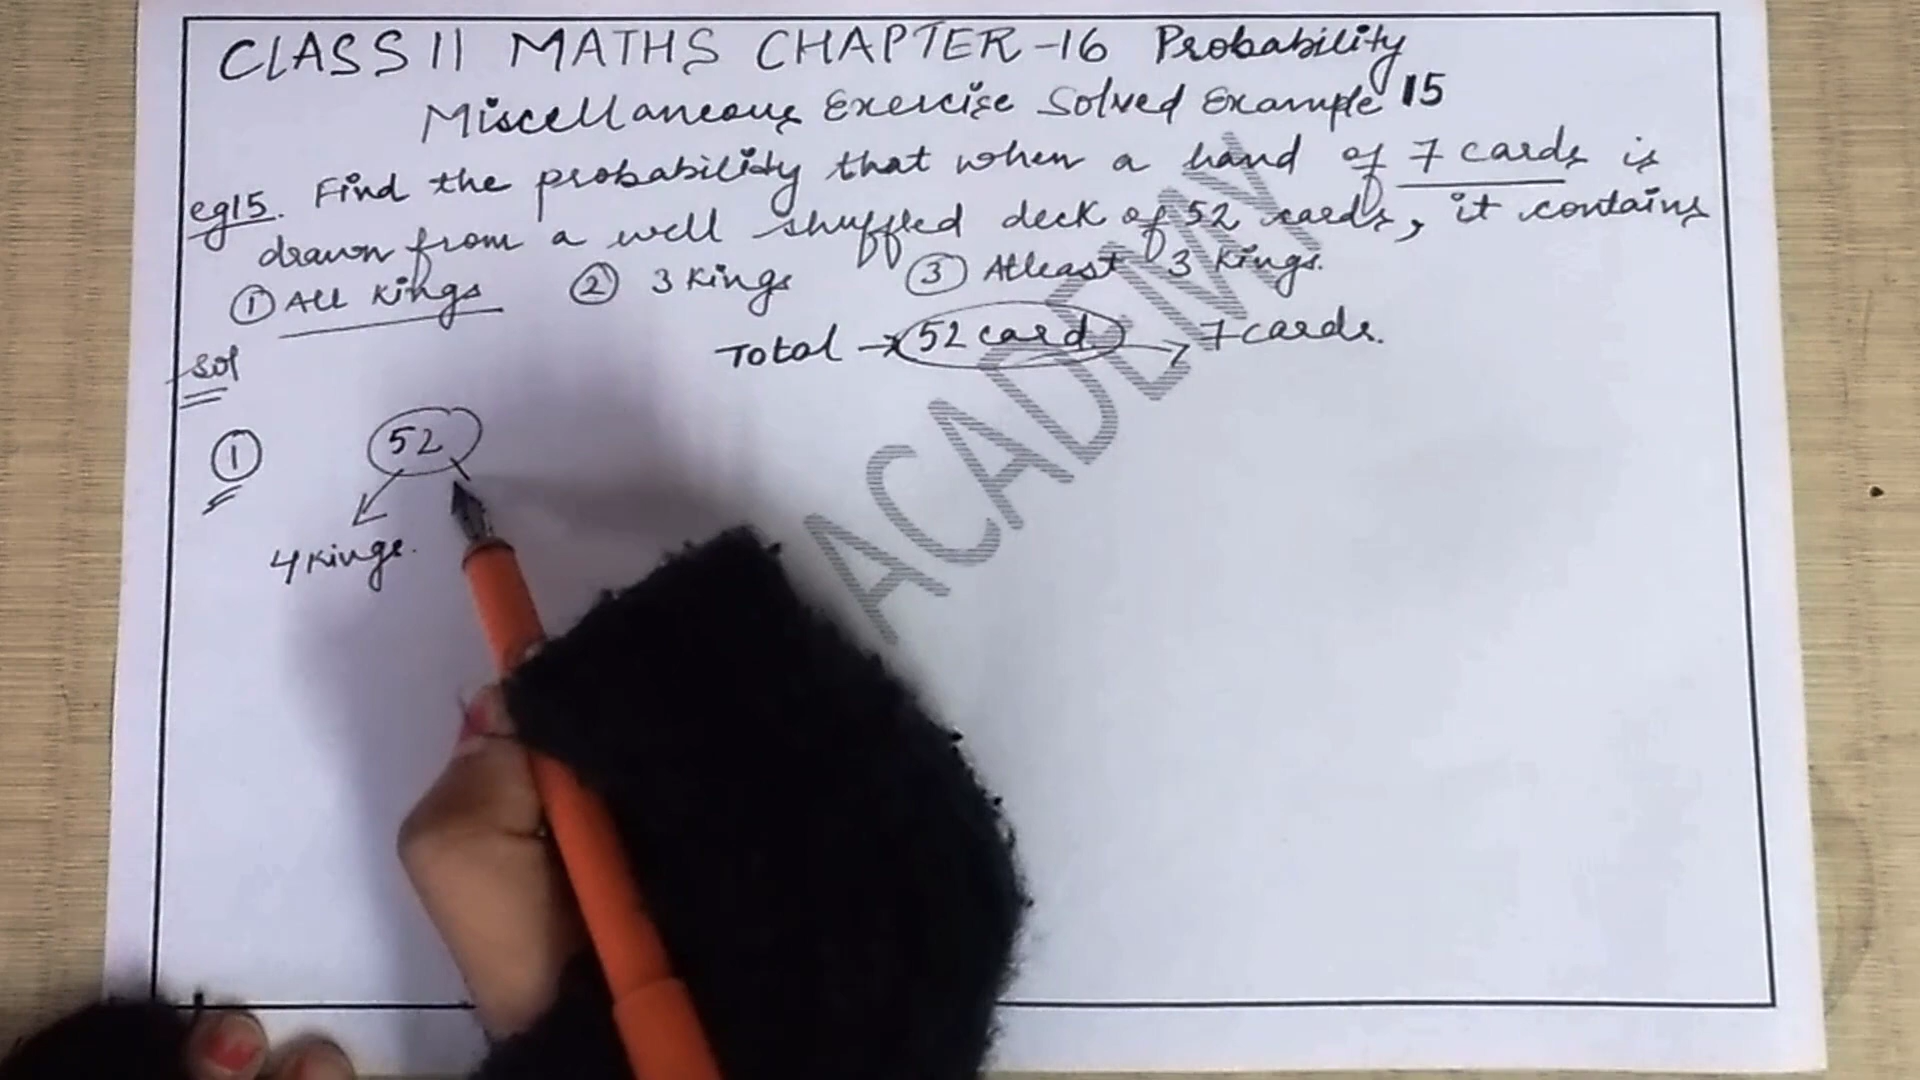 CLASS 11 MATHS CHAPTER-16 Probability
Miscellaneous Exercise Solved Example 15
eg15. Find the probability that when a hand of 7 cards is
drawn from a well shuffled deck of 52 cards, it contains
① All Kings ② 3 Kings ③ Atleast 3 Kings.
Total → 52 card → 7 cards.
Sol
① 52
4 Kings.
ACADEMY